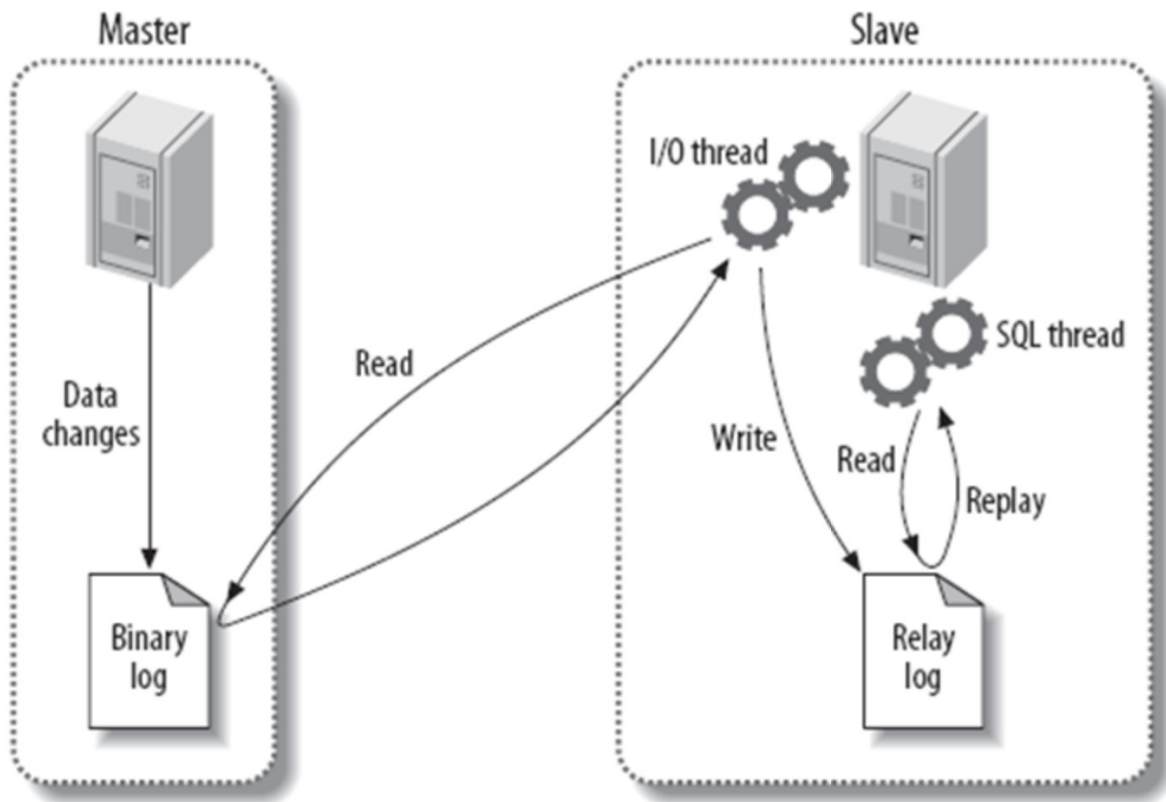 Master
Slave
I/O thread
SQL thread
Read
Data
changes
Write
Read
Replay
Binary
log
Relay
log